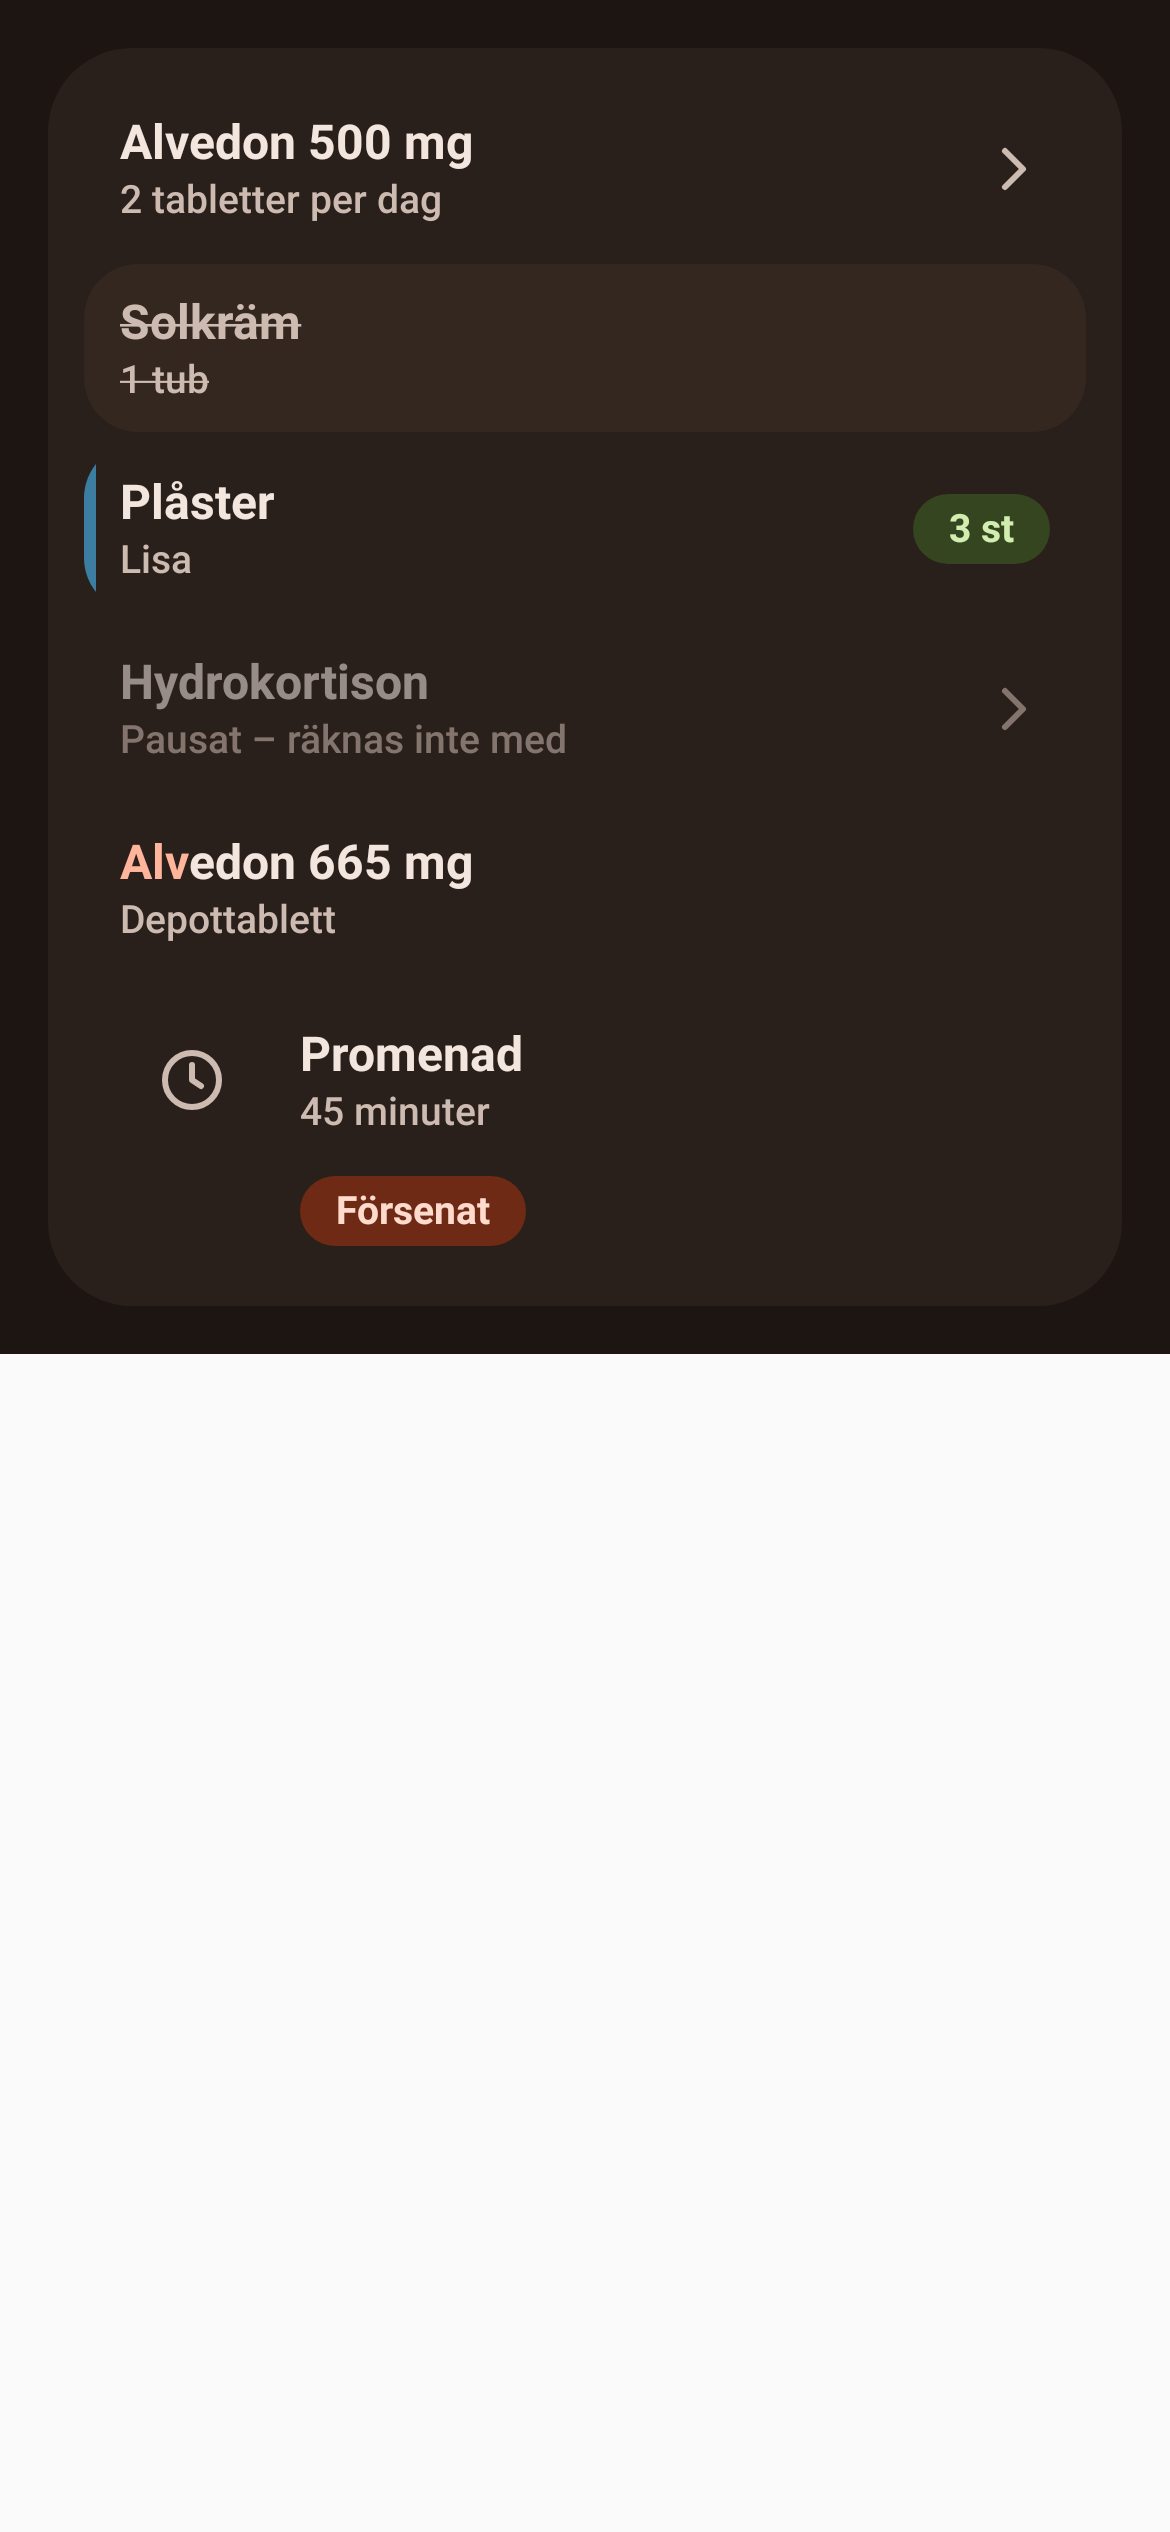 Alvedon 500 mg
2 tabletter per dag
Solkräm
1 tub
Plåster
Lisa
3 st
Hydrokortison
Pausat – räknas inte med
Alvedon 665 mg
Depottablett
Promenad
45 minuter
Försenat